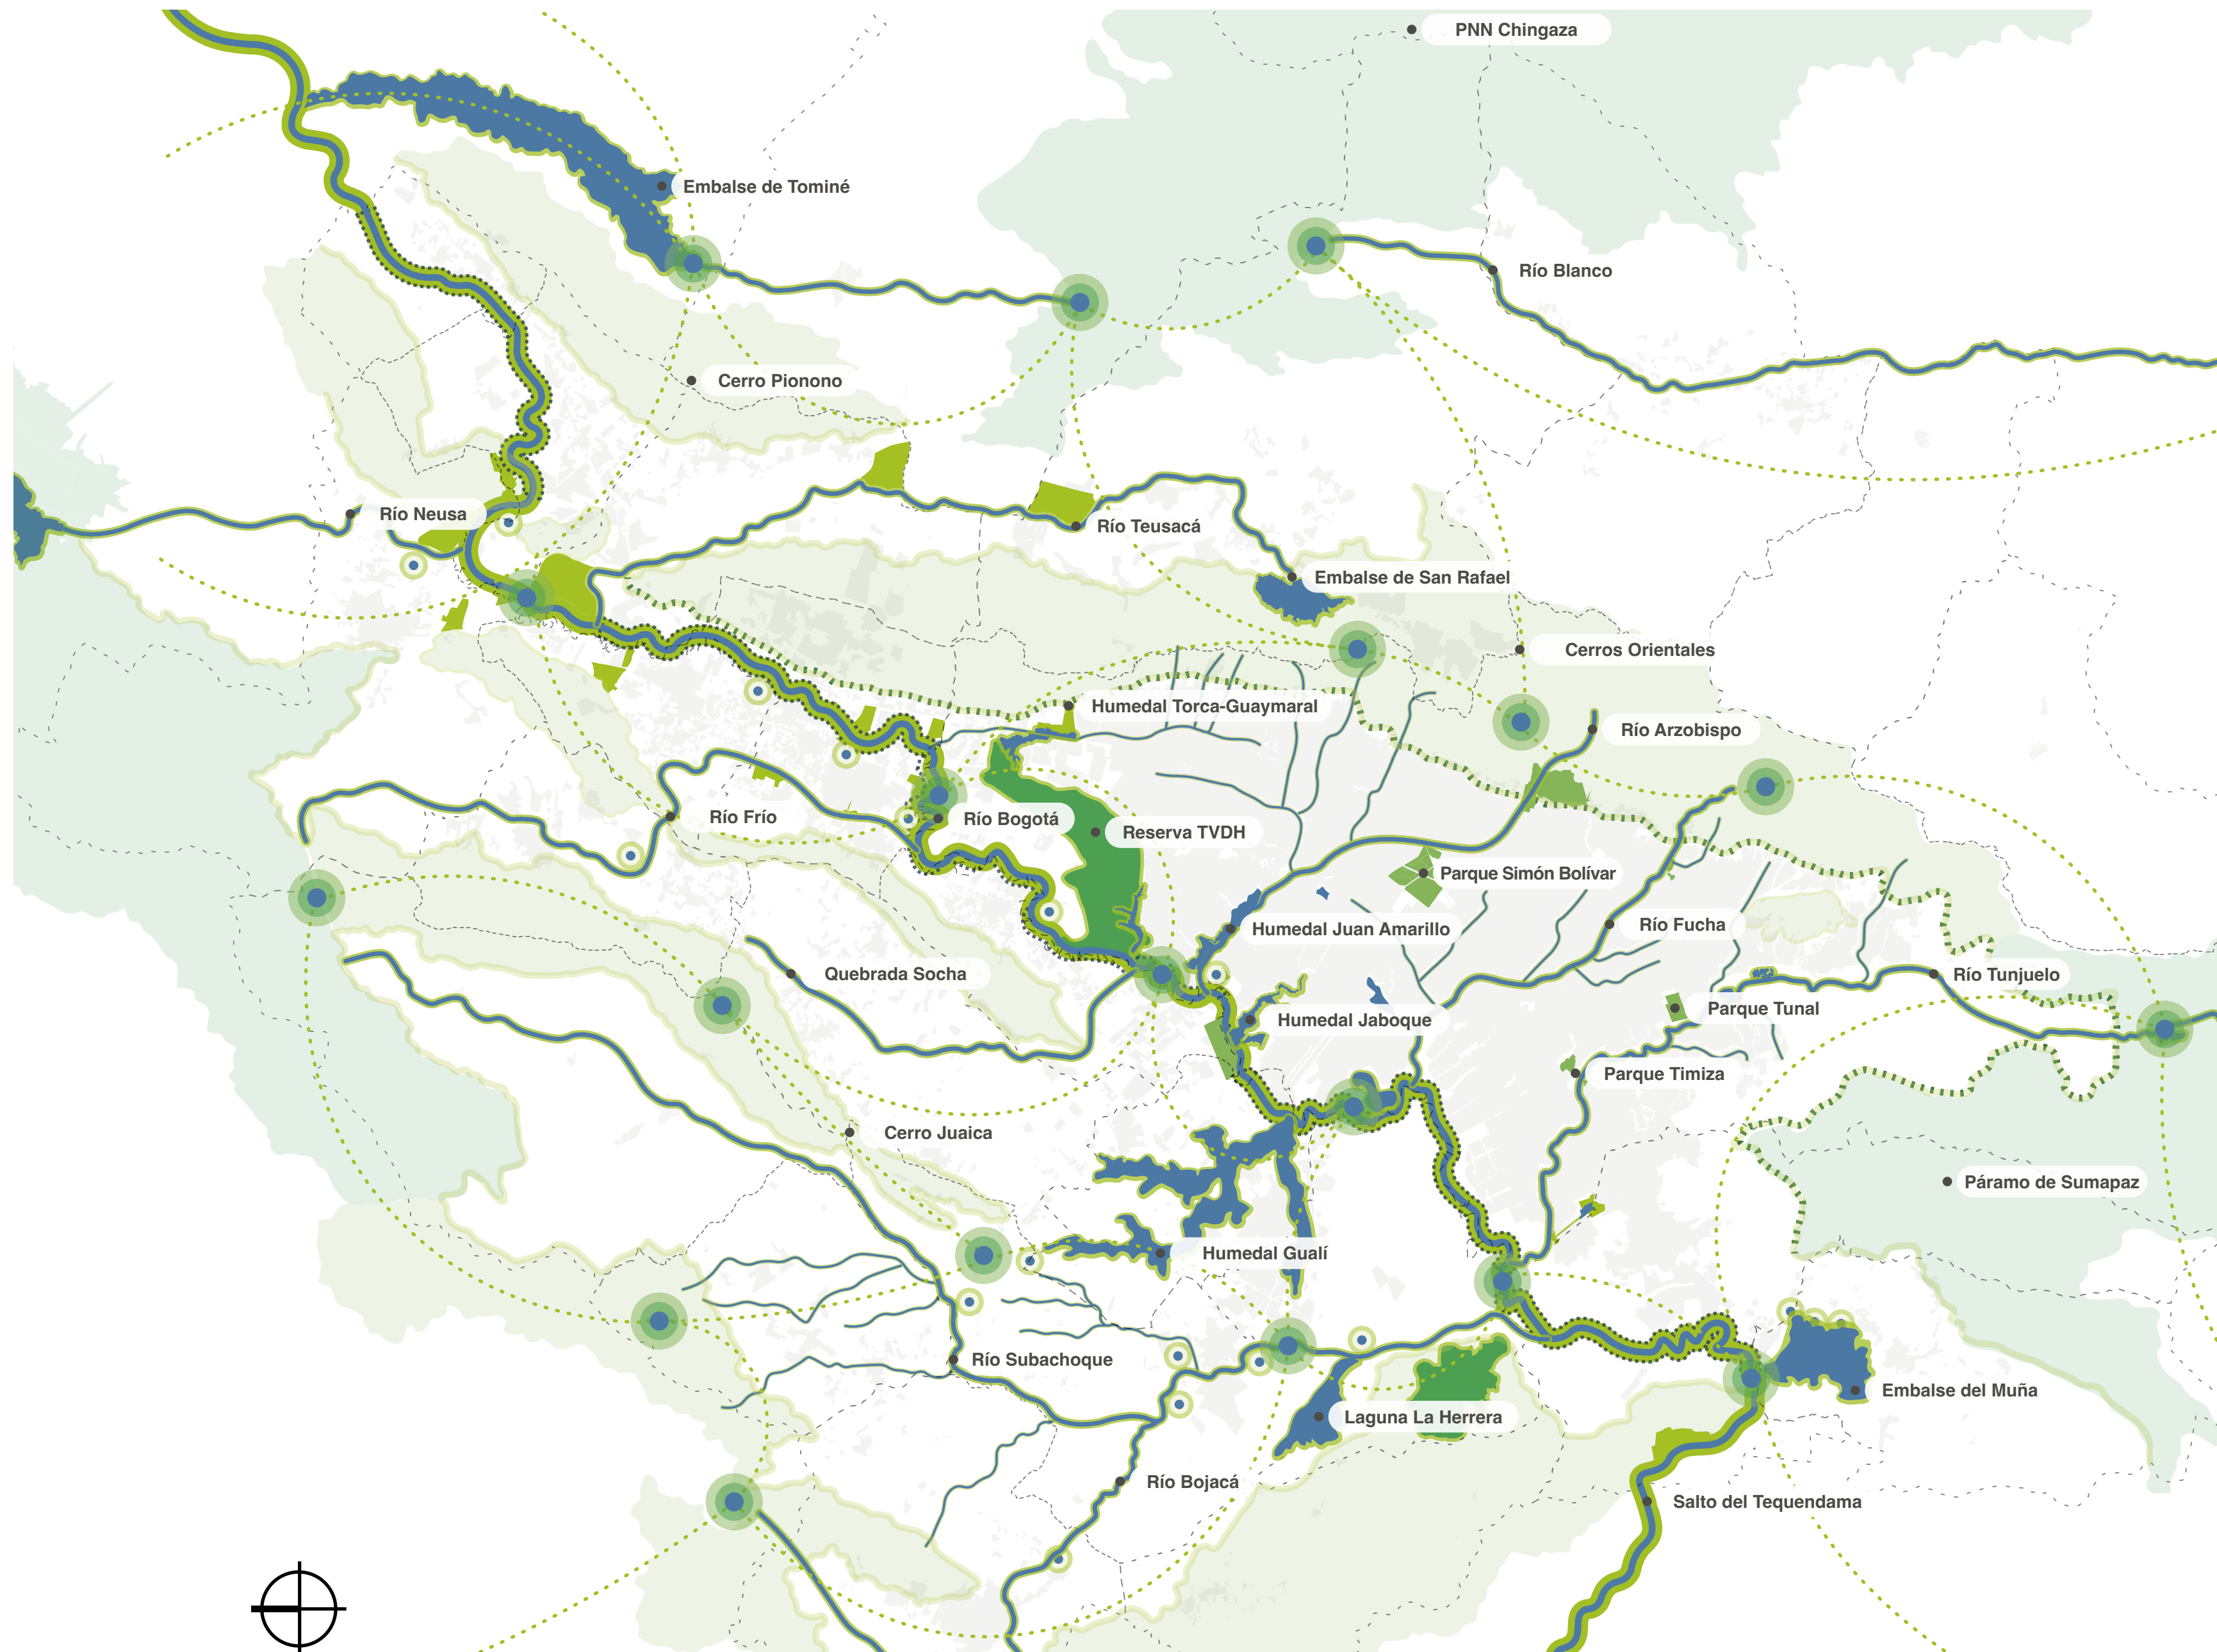 PNN Chingaza
Embalse de Tominé
Río Blanco
Cerro Pionono
Río Neusa
Río Teusacá
Embalse de San Rafael
Cerros Orientales
Humedal Torca-Guaymaral
Río Arzobispo
Río Frío
Río Bogotá
Reserva TVDH
Parque Simón Bolívar
Humedal Juan Amarillo
Río Fucha
Quebrada Socha
Río Tunjuelo
Humedal Jaboque
Parque Tunal
Parque Timiza
Cerro Juaica
Páramo de Sumapaz
Humedal Gualí
Río Subachoque
Embalse del Muña
Laguna La Herrera
Río Bojacá
Salto del Tequendama